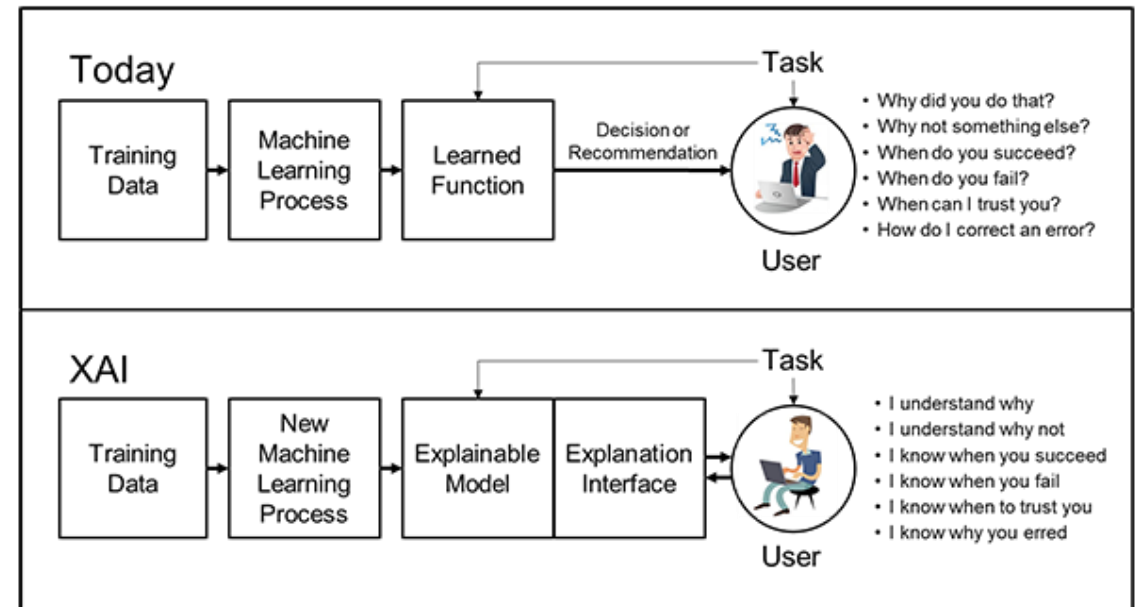 Today
Task
Training
Data
Machine
Learning
Process
Learned
Function
Decision or
Recommendation
User
• Why did you do that?
• Why not something else?
• When do you succeed?
• When do you fail?
• When can I trust you?
• How do I correct an error?
XAI
Task
Training
Data
New
Machine
Learning
Process
Explainable
Model
Explanation
Interface
User
• I understand why
• I understand why not
• I know when you succeed
• I know when you fail
• I know when to trust you
• I know why you erred